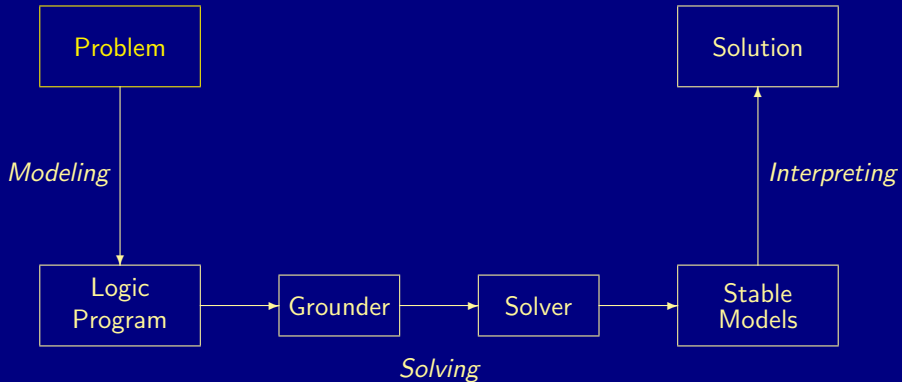 Problem
Solution
Modeling
Interpreting
Logic
Program
Grounder
Solver
Stable
Models
Solving